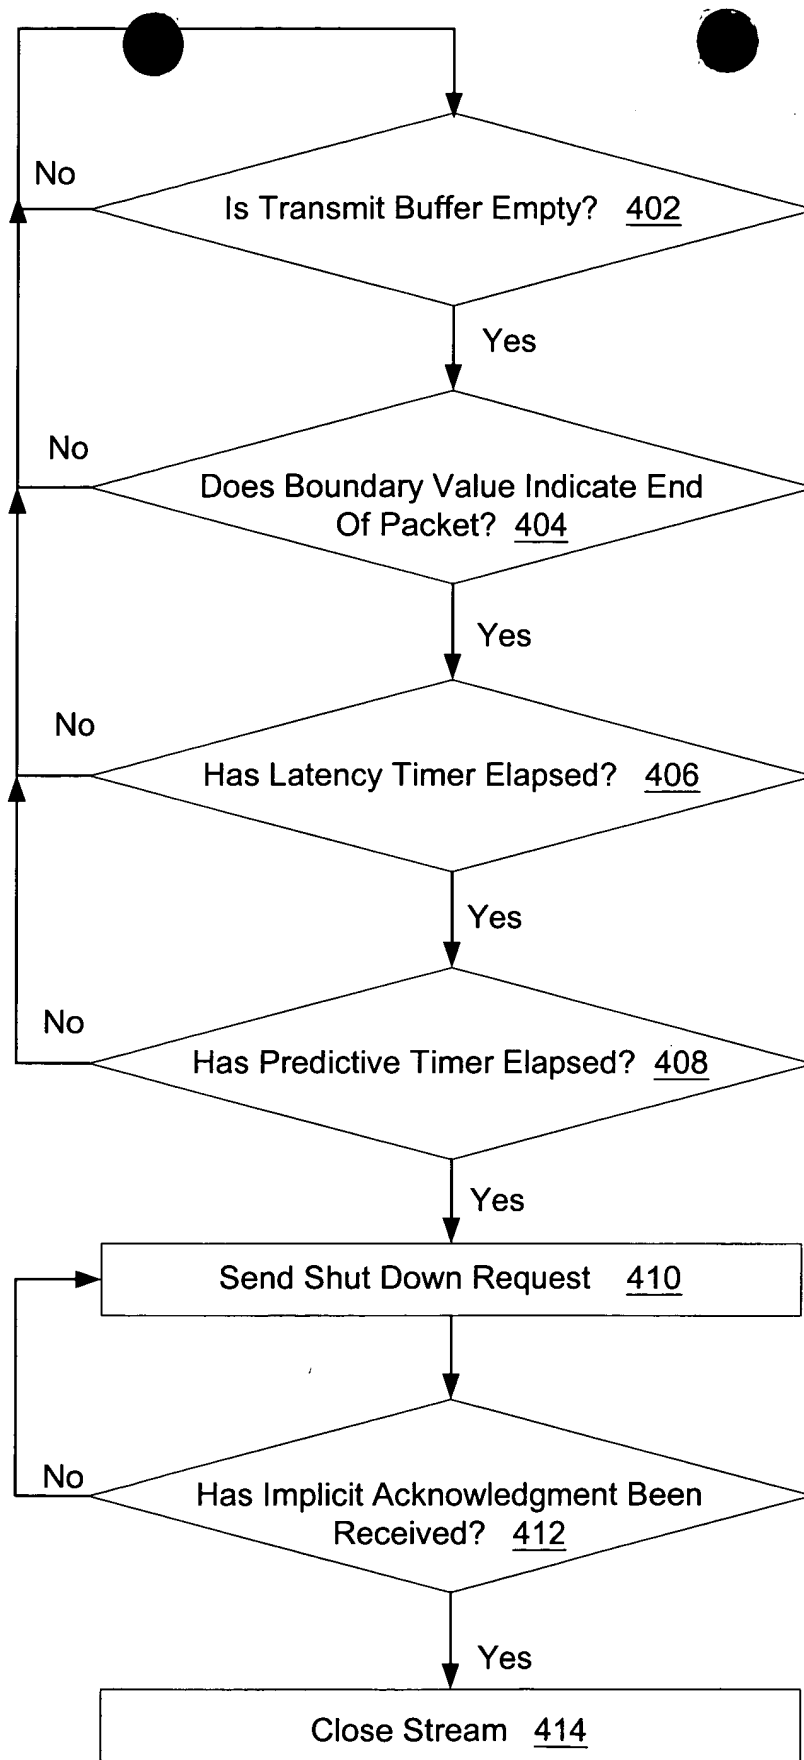 No
Is Transmit Buffer Empty? 402
Yes
No
Does Boundary Value Indicate End
Of Packet? 404
Yes
No
Has Latency Timer Elapsed? 406
Yes
No
Has Predictive Timer Elapsed? 408
Yes
Send Shut Down Request 410
No
Has Implicit Acknowledgment Been
Received? 412
Yes
Close Stream 414